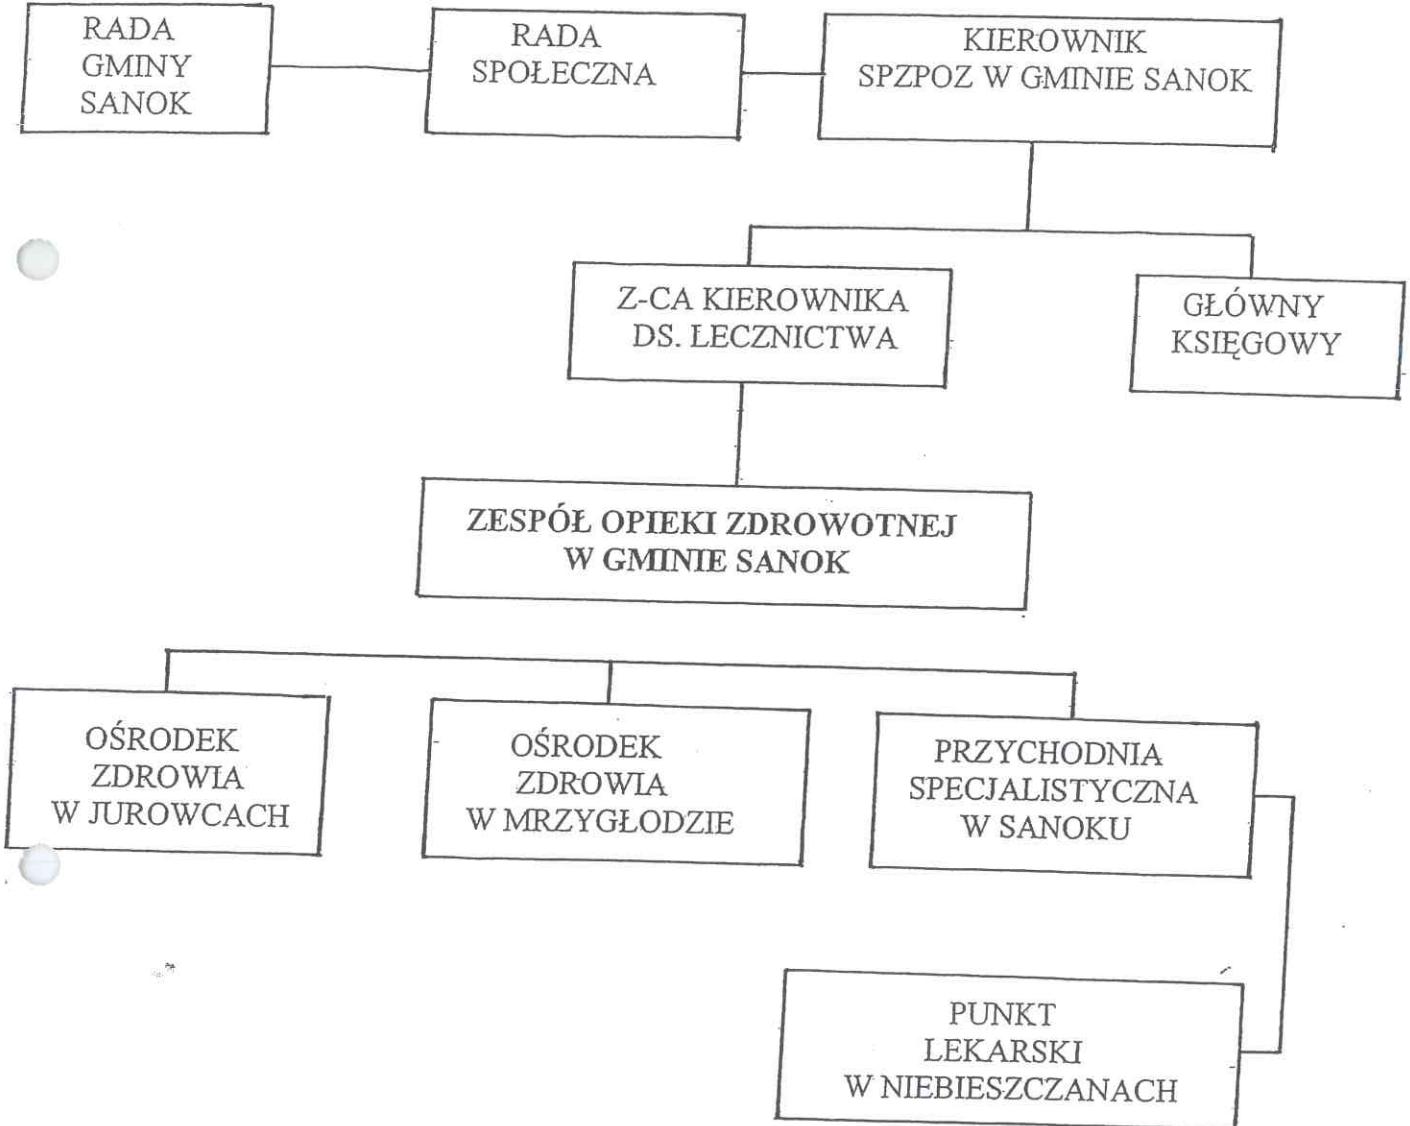 RADA
GMINY
SANOK
RADA
SPOŁECZNA
KIEROWNIK
SPZPOZ W GMINIE SANOK
Z-CA KIEROWNIKA
DS. LECZNICTWA
GŁÓWNY
KSIĘGOWY
ZESPÓŁ OPIEKI ZDROWOTNEJ
W GMINIE SANOK
OŚRODEK
ZDROWIA
W JUROWCACH
OŚRODEK
ZDROWIA
W MRZYGŁODZIE
PRZYCHODNIA
SPECJALISTYCZNA
W SANOKU
PUNKT
LEKARSKI
W NIEBIESZCZANACH